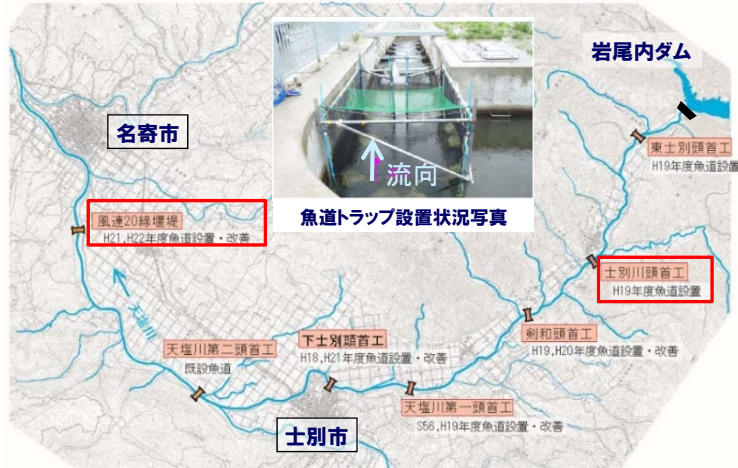 岩尾内ダム
名寄市
流向
魚道トラップ設置状況写真
東士別頭首工
H19年度魚道設置
風連20線堰堤
H21,H22年度魚道設置・改善
士別川頭首工
H19年度魚道設置
天塩川
剣和頭首工
H19,H20年度魚道設置・改善
下士別頭首工
H18,H21年度魚道設置・改善
天塩川第二頭首工
既設魚道
天塩川第一頭首工
S56,H19年度魚道設置・改善
士別市